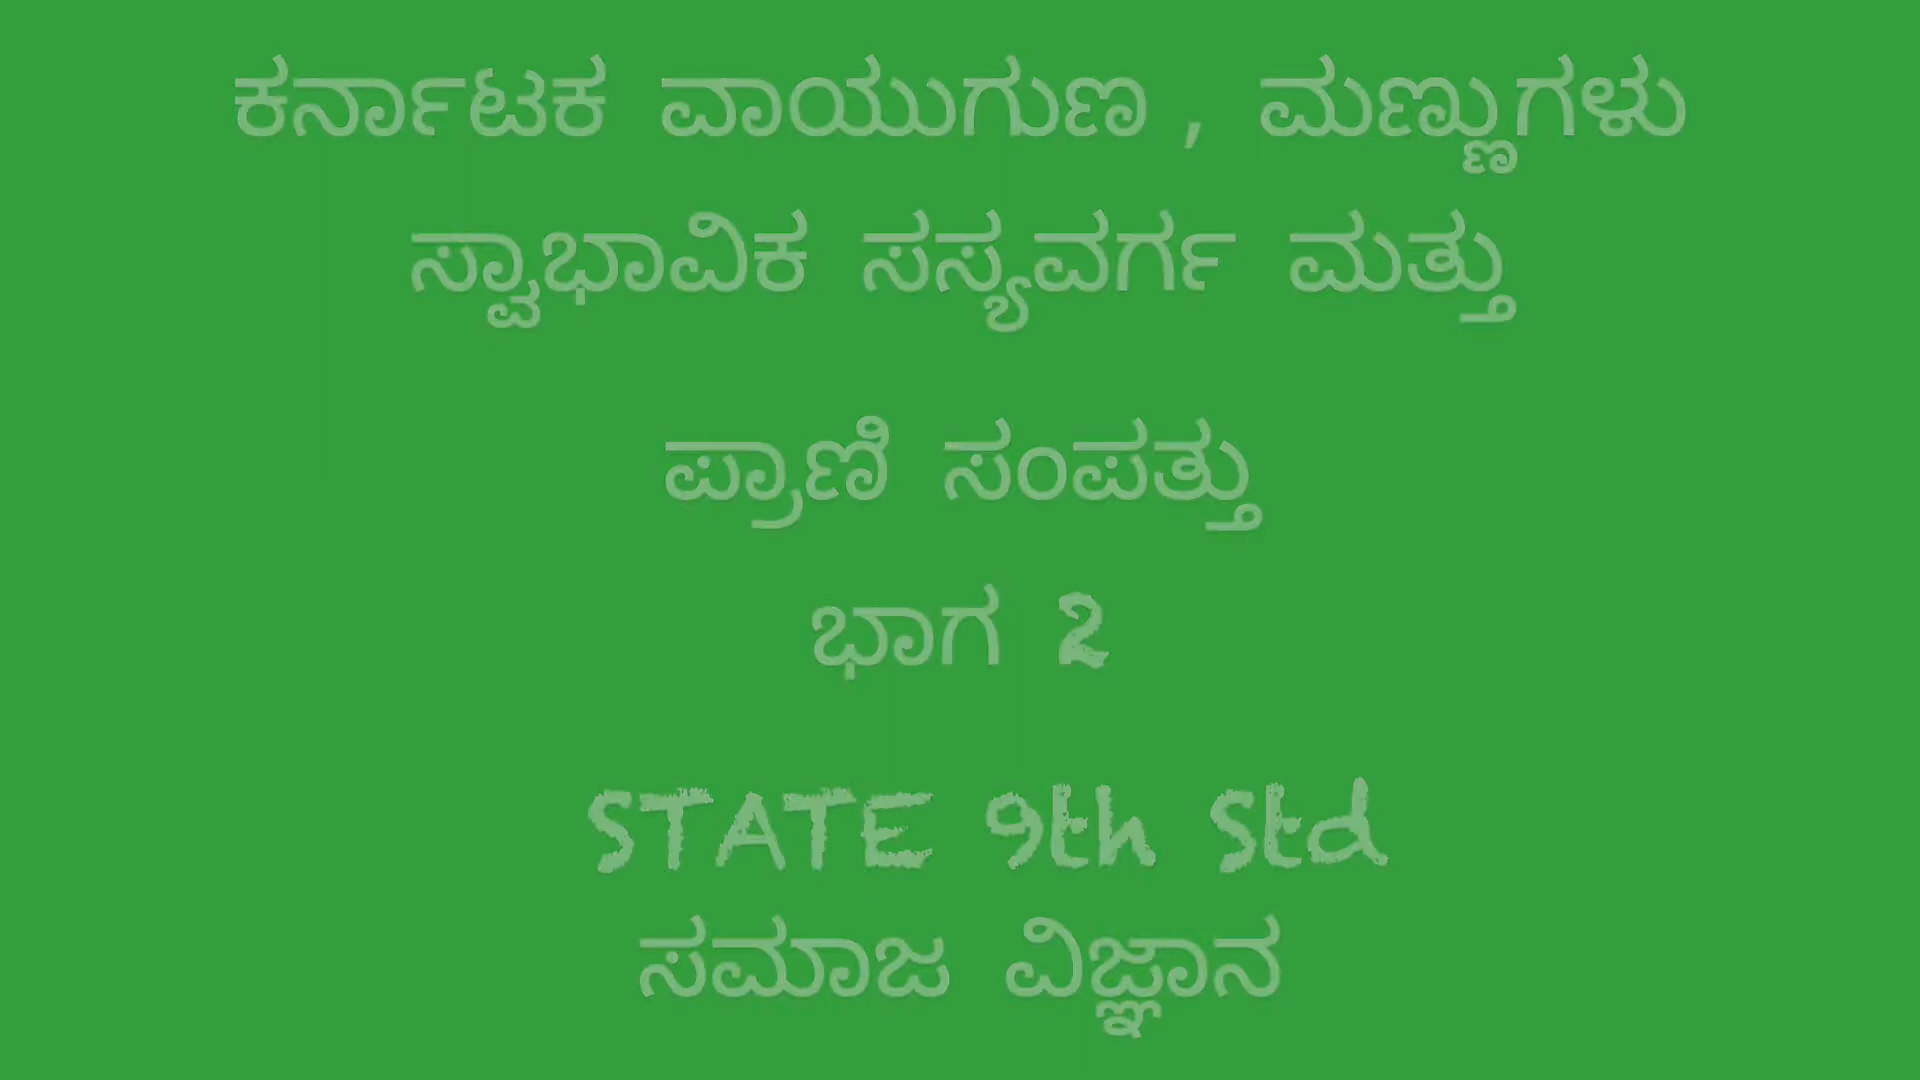 ಕರ್ನಾಟಕ ವಾಯುಗುಣ , ಮಣ್ಣುಗಳು
ಸ್ವಾಭಾವಿಕ ಸಸ್ಯವರ್ಗ ಮತ್ತು
ಪ್ರಾಣಿ ಸಂಪತ್ತು
ಭಾಗ 2
STATE 9th Std
ಸಮಾಜ ವಿಜ್ಞಾನ